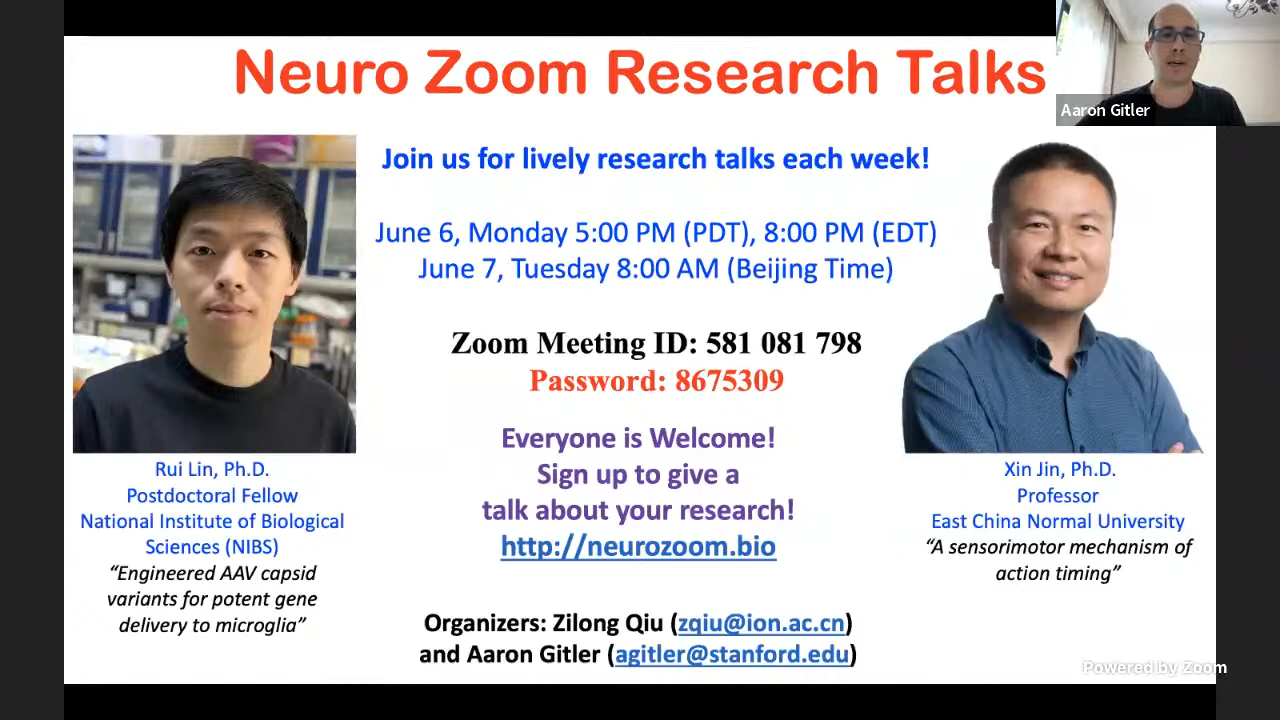 Neuro Zoom Research Talks
Aaron Gitler
Join us for lively research talks each week!
June 6, Monday 5:00 PM (PDT), 8:00 PM (EDT)
June 7, Tuesday 8:00 AM (Beijing Time)
Zoom Meeting ID: 581 081 798
Password: 8675309
Everyone is Welcome!
Sign up to give a
talk about your research!
http://neurozoom.bio
Rui Lin, Ph.D.
Postdoctoral Fellow
National Institute of Biological
Sciences (NIBS)
“Engineered AAV capsid
variants for potent gene
delivery to microglia”
Xin Jin, Ph.D.
Professor
East China Normal University
“A sensorimotor mechanism of
action timing”
Organizers: Zilong Qiu (zqiu@ion.ac.cn)
and Aaron Gitler (agitler@stanford.edu)
Powered by Zoom